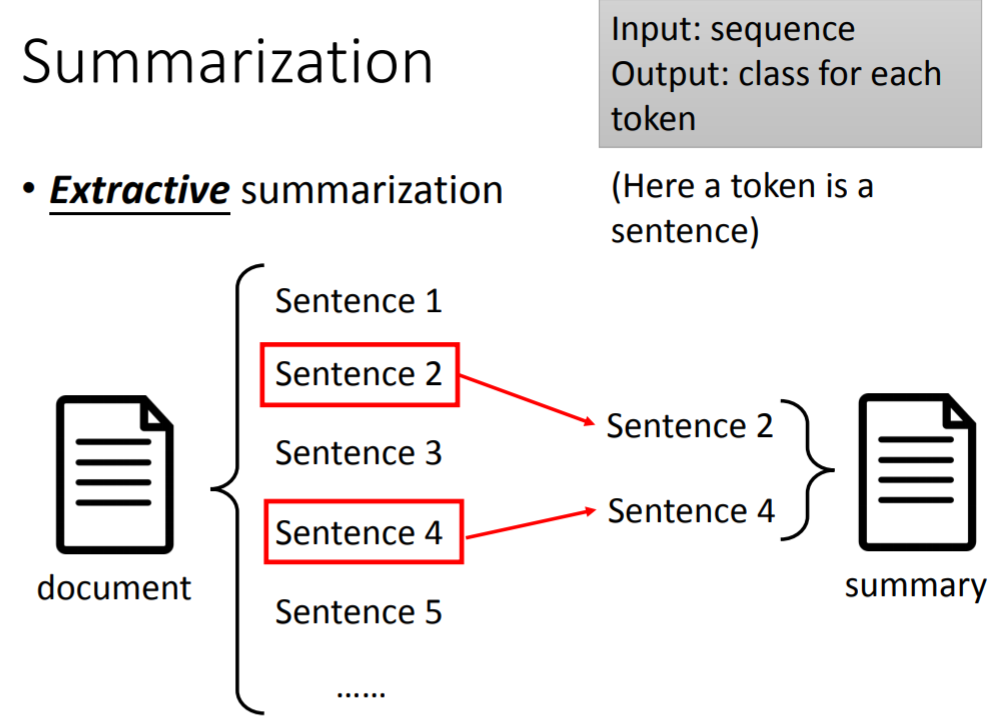 Summarization
Input: sequence
Output: class for each
token
• Extractive summarization
(Here a token is a
sentence)
Sentence 1
Sentence 2
Sentence 3
Sentence 4
Sentence 5
……
Sentence 2
Sentence 4
document
summary